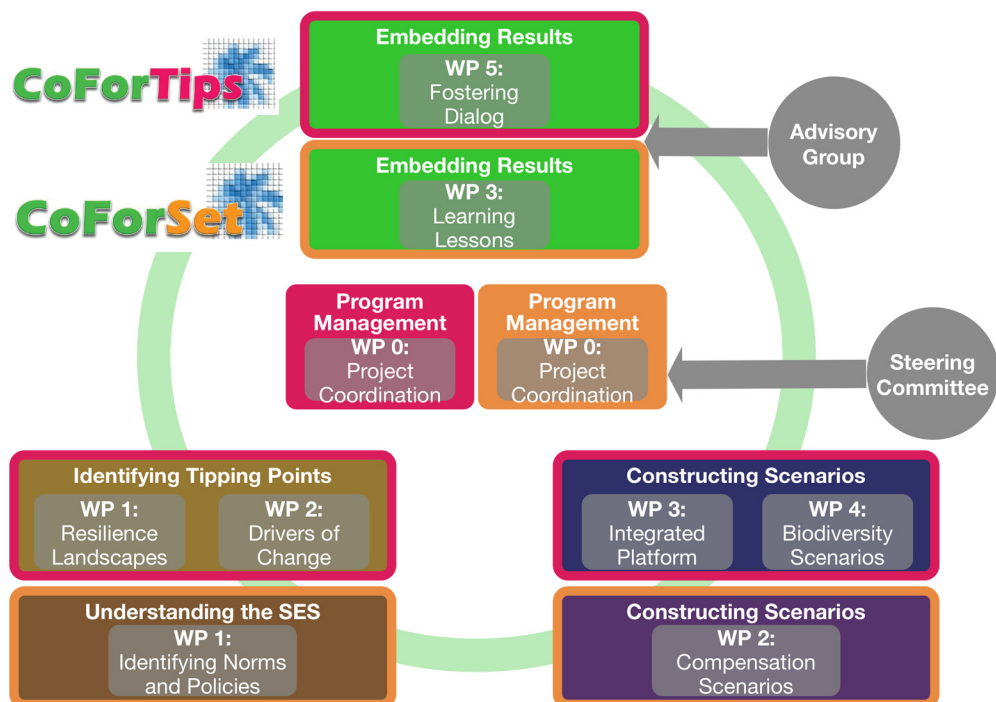 CoForTips
Embedding Results
WP 5:
Fostering
Dialog
Advisory
Group
CoForSet
Embedding Results
WP 3:
Learning
Lessons
Program
Management
WP 0:
Project
Coordination
Program
Management
WP 0:
Project
Coordination
Steering
Committee
Identifying Tipping Points
WP 1:
Resilience
Landscapes
WP 2:
Drivers of
Change
Constructing Scenarios
WP 3:
Integrated
Platform
WP 4:
Biodiversity
Scenarios
Understanding the SES
WP 1:
Identifying Norms
and Policies
Constructing Scenarios
WP 2:
Compensation
Scenarios